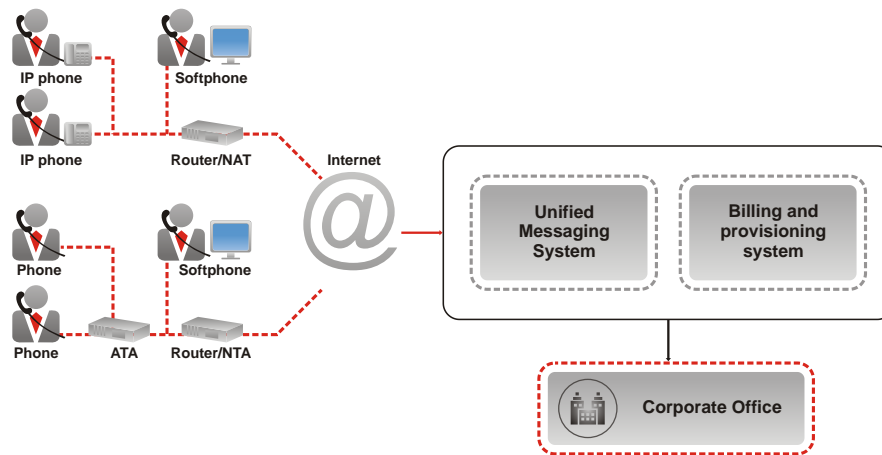 IP phone
Softphone
IP phone
Router/NAT
Internet
Phone
Softphone
Phone
ATA
Router/NTA
Unified
Messaging
System
Billing and
provisioning
system
Corporate Office